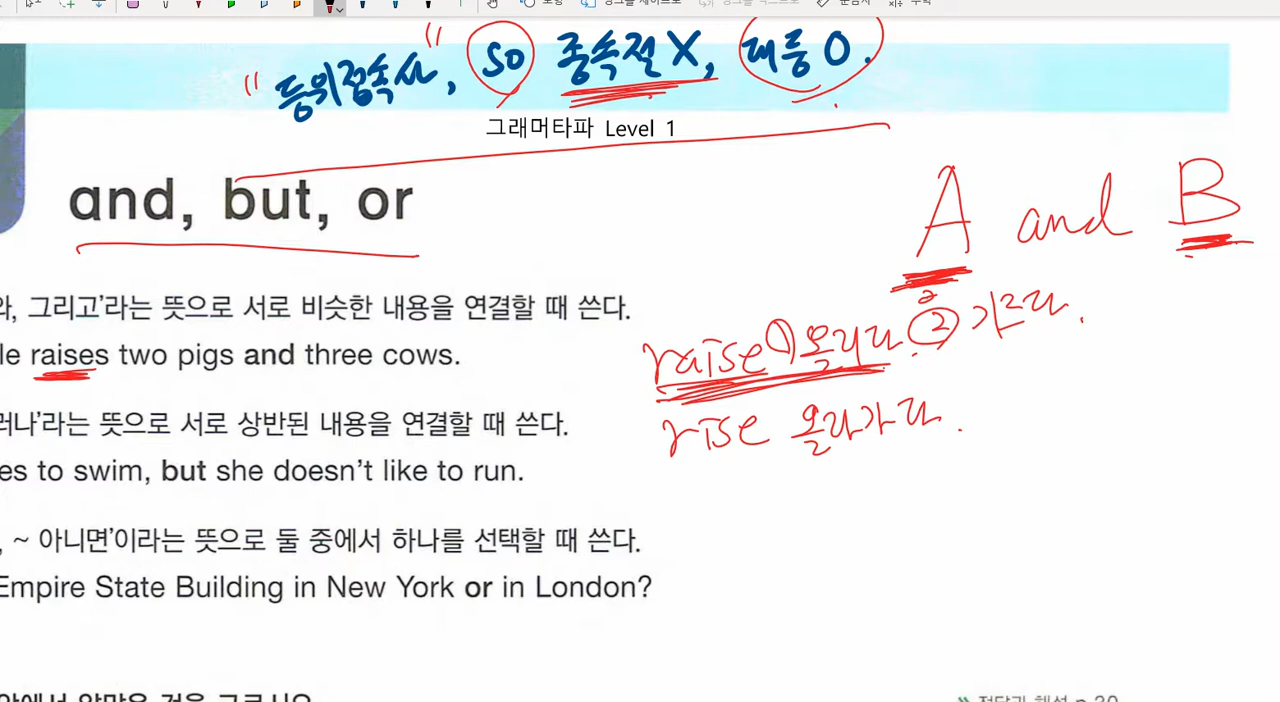 "등위접속사", so 종속절 X, 대등 O.
그래머타파 Level 1
and, but, or
A and B
와, 그리고'라는 뜻으로 서로 비슷한 내용을 연결할 때 쓴다.
raise ① 올리다 ② 기르다.
le raises two pigs and three cows.
rise 올라가다.
러나'라는 뜻으로 서로 상반된 내용을 연결할 때 쓴다.
es to swim, but she doesn't like to run.
, ~ 아니면'이라는 뜻으로 둘 중에서 하나를 선택할 때 쓴다.
Empire State Building in New York or in London?